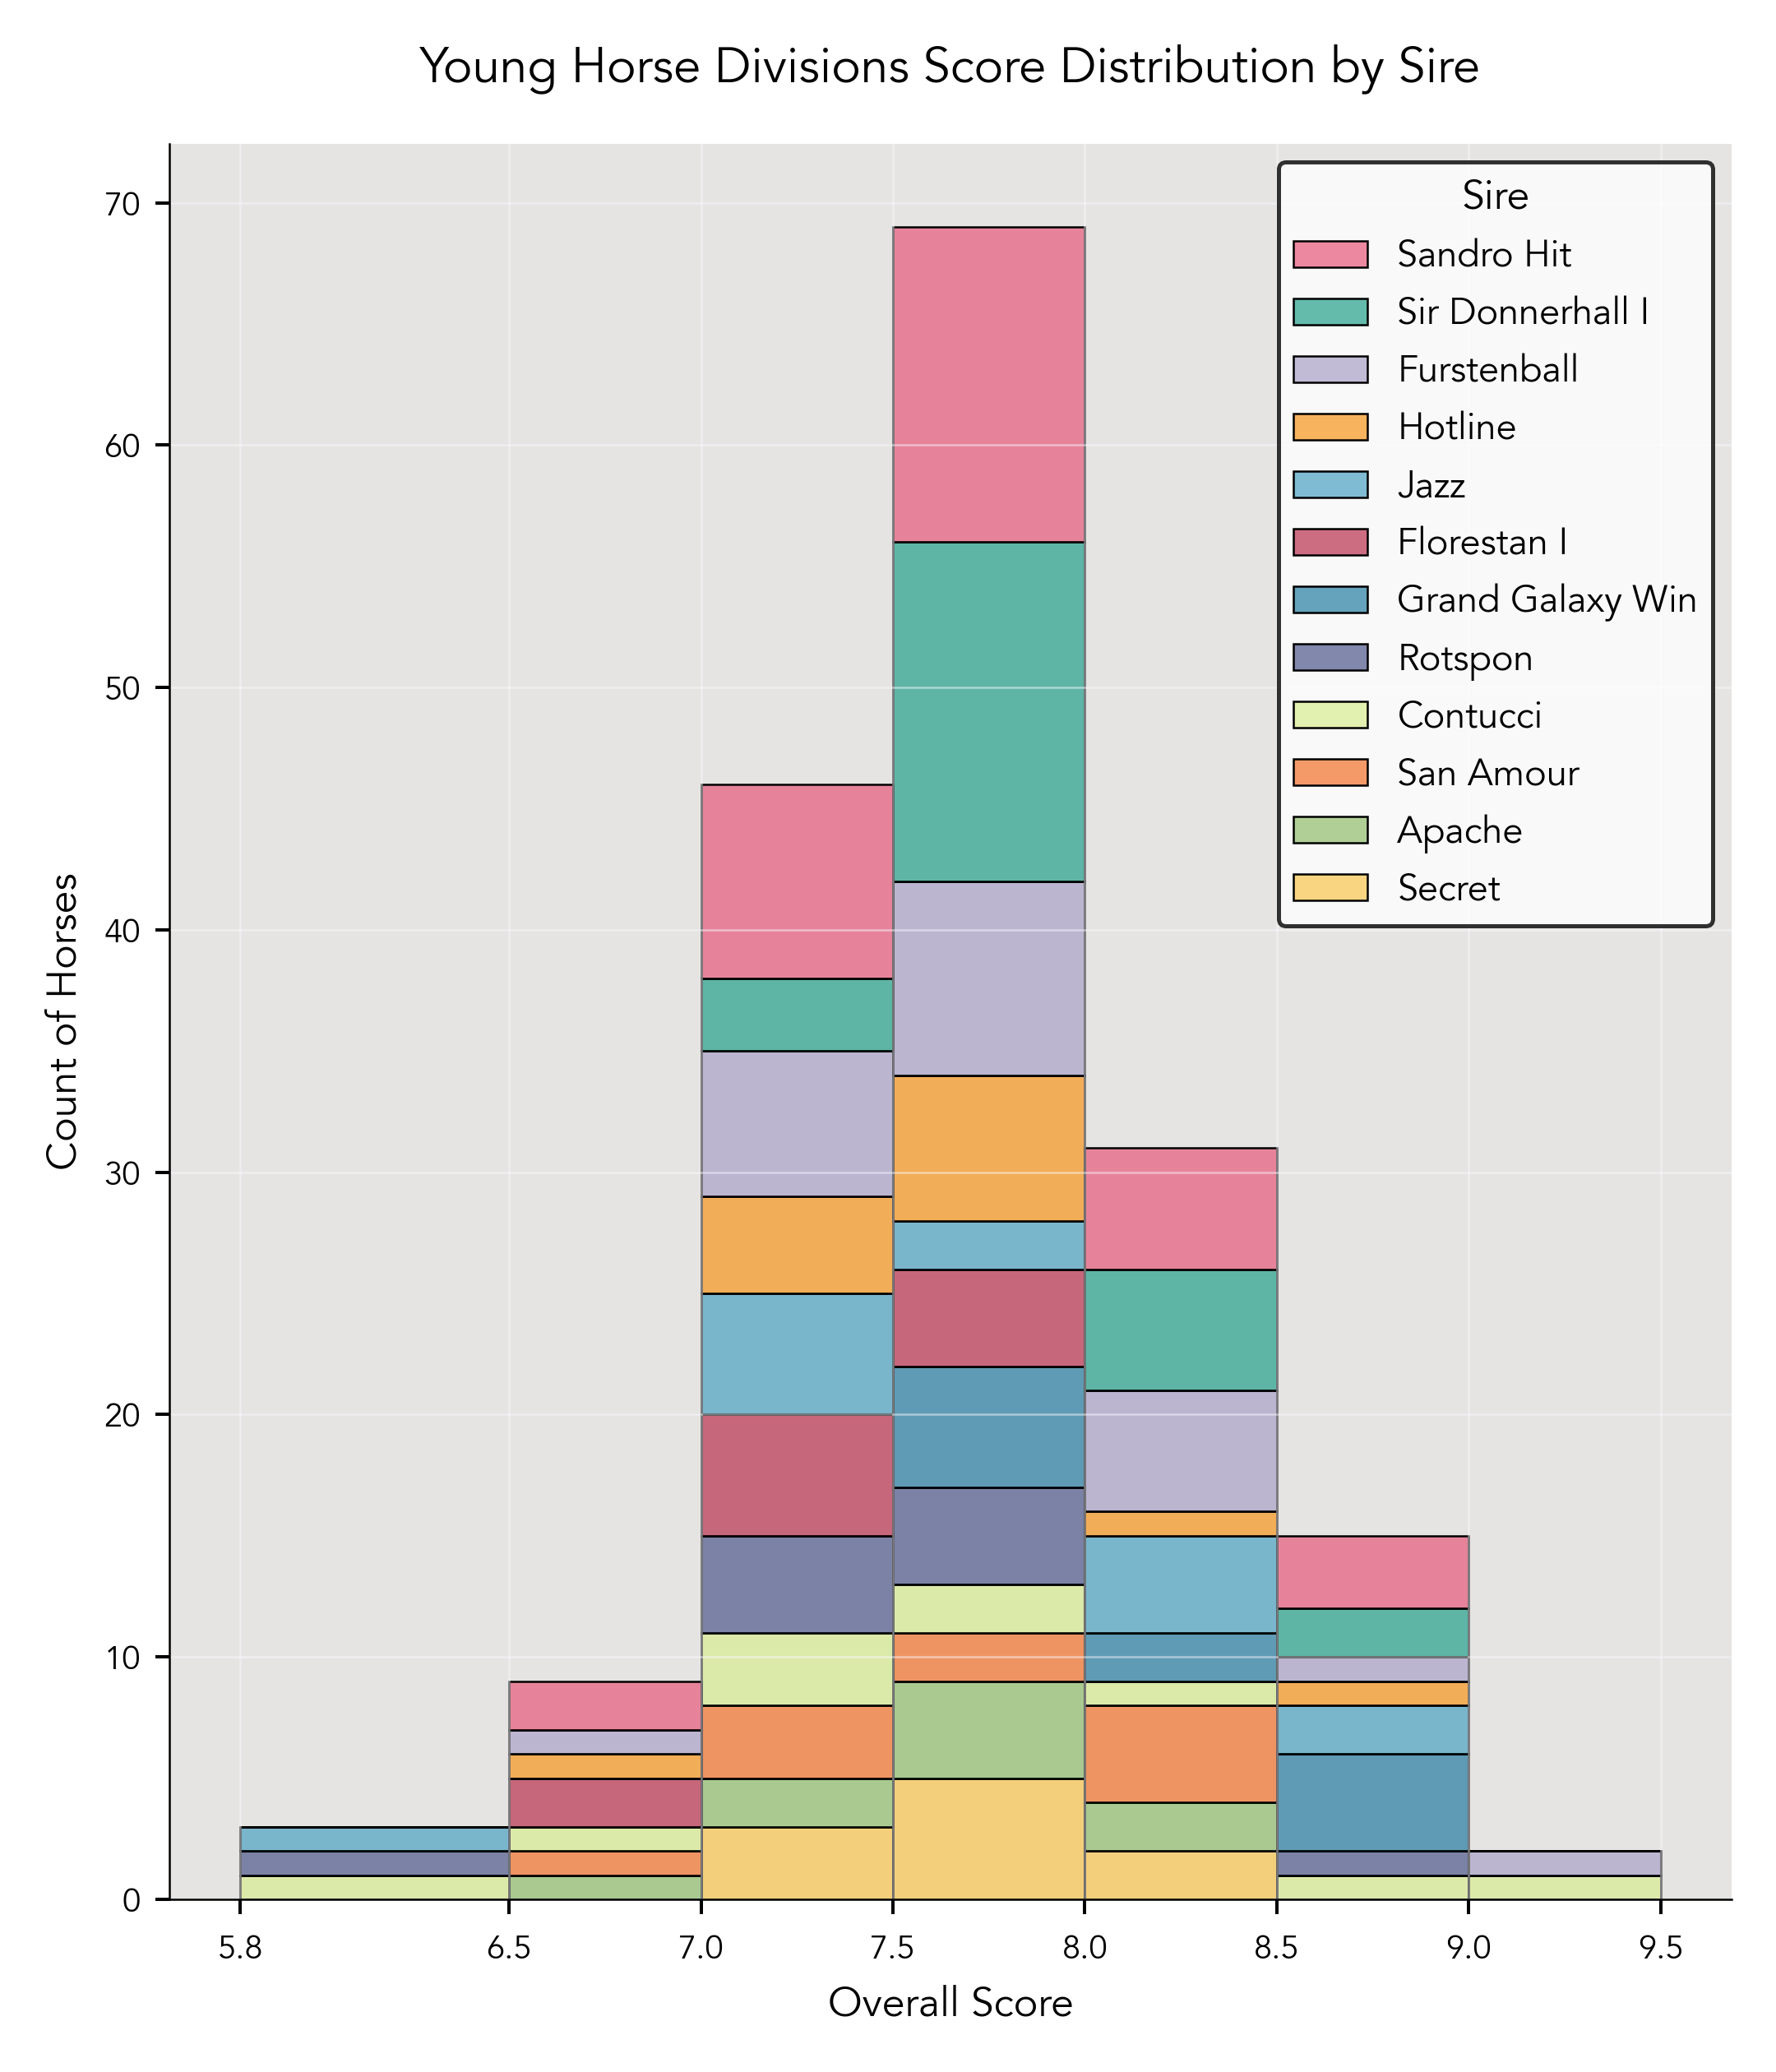 Young Horse Divisions Score Distribution by Sire
Sire
Sandro Hit
Sir Donnerhall I
Furstenball
Hotline
Jazz
Florestan I
Grand Galaxy Win
Rotspon
Contucci
San Amour
Apache
Secret
Count of Horses
70
60
50
40
30
20
10
0
5.8 6.5 7.0 7.5 8.0 8.5 9.0 9.5
Overall Score